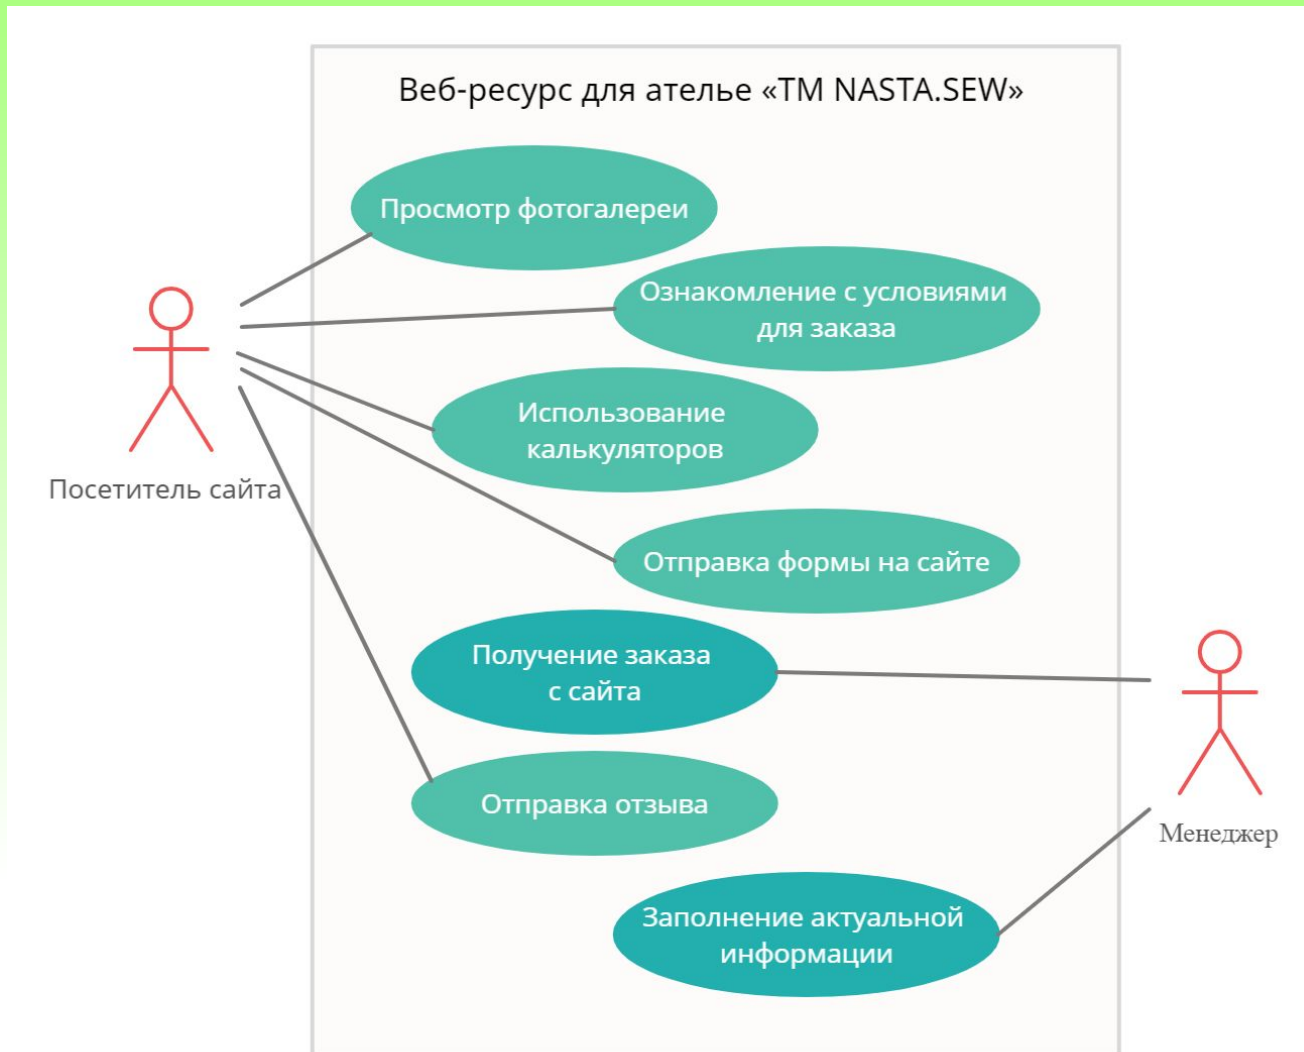 Веб-ресурс для ателье «ТМ NASTA.SEW»
Просмотр фотогалереи
Ознакомление с условиями
для заказа
Использование
калькуляторов
Посетитель сайта
Отправка формы на сайте
Получение заказа
с сайта
Отправка отзыва
Менеджер
Заполнение актуальной
информации